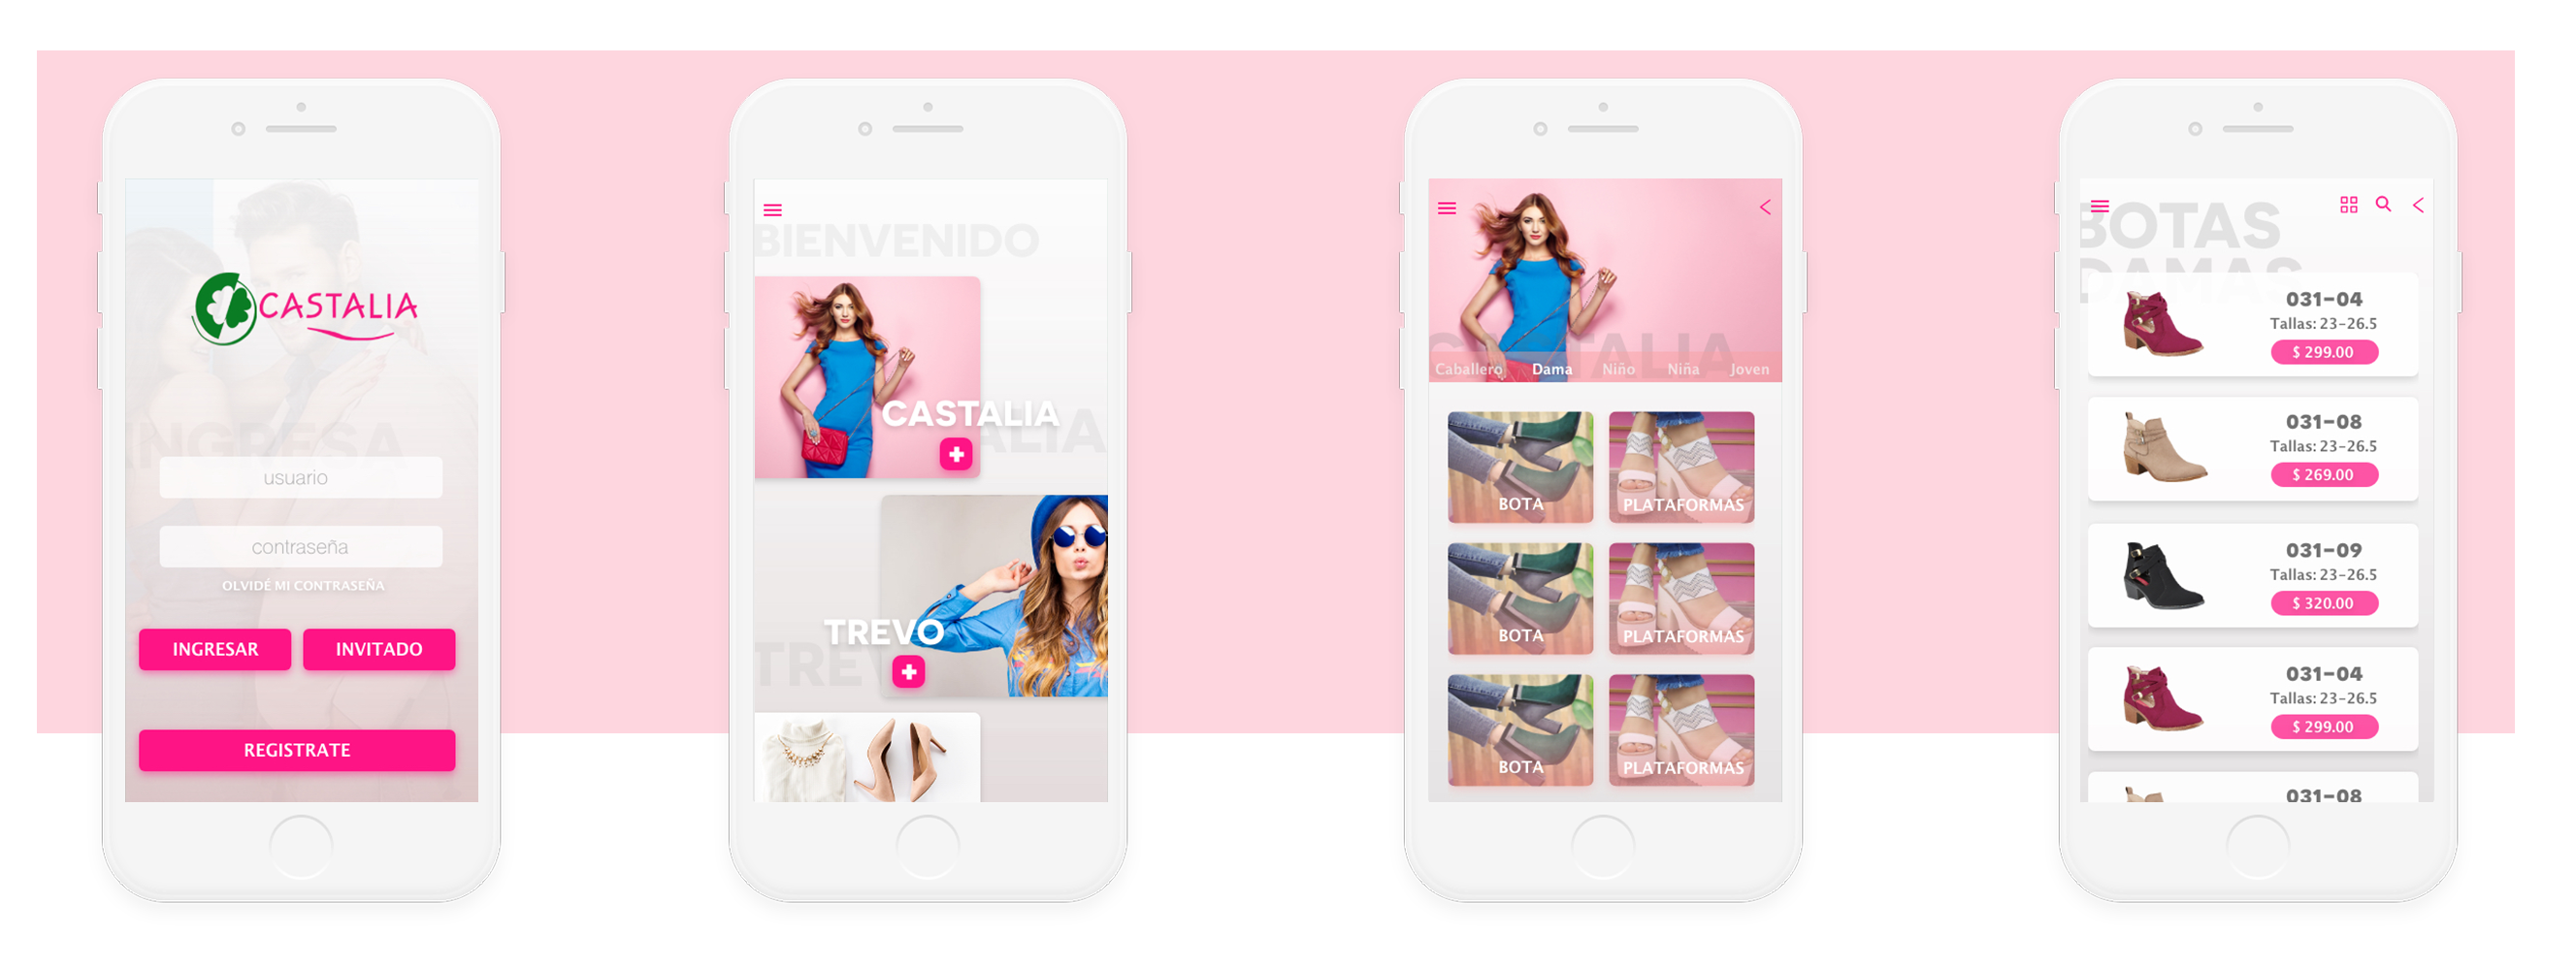 CASTALIA
INGRESA
usuario
contraseña
OLVIDÉ MI CONTRASEÑA
INGRESAR
INVITADO
REGISTRATE
BIENVENIDO
CASTALIA
ALIA
TREVO
TREV
CASTALIA
Caballero
Dama
Niño
Niña
Joven
BOTA
PLATAFORMAS
BOTA
PLATAFORMAS
BOTA
PLATAFORMAS
BOTAS
DAMAS
031-04
Tallas: 23-26.5
$ 299.00
031-08
Tallas: 23-26.5
$ 269.00
031-09
Tallas: 23-26.5
$ 320.00
031-04
Tallas: 23-26.5
$ 299.00
031-08